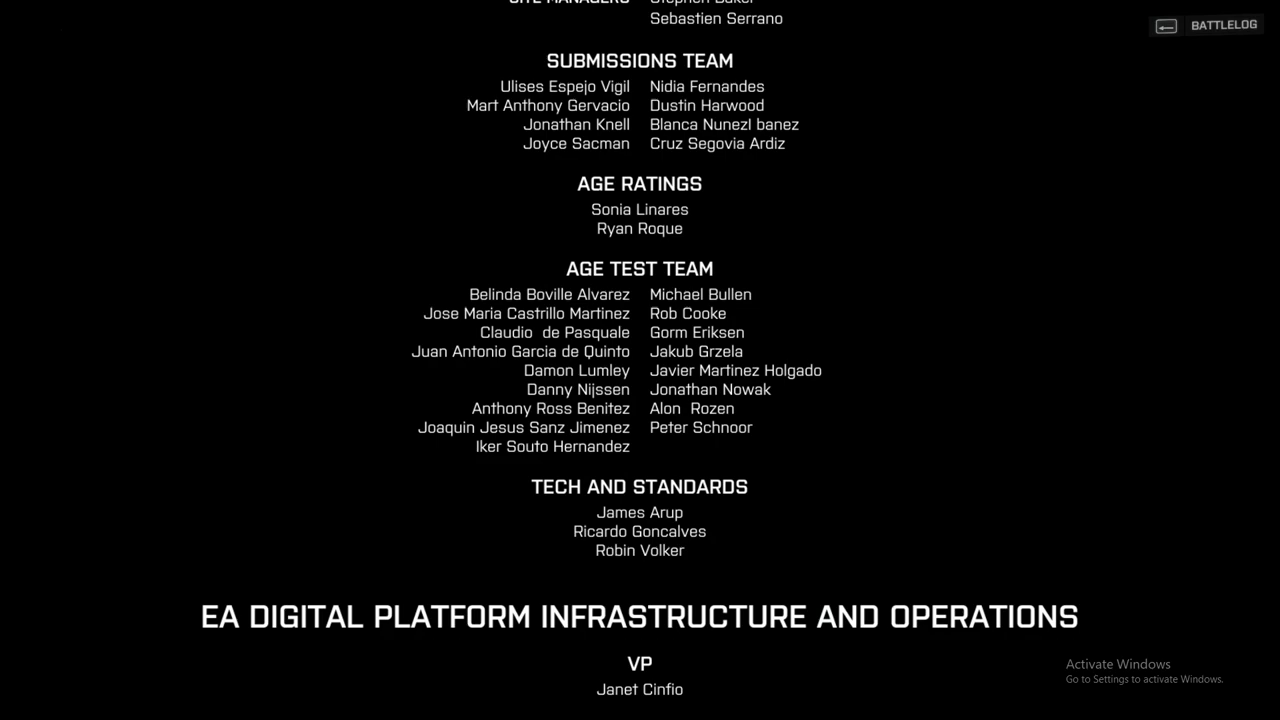 SITE MANAGERS Stephen Baker
Sebastien Serrano
BATTLELOG
SUBMISSIONS TEAM
Ulises Espejo Vigil Nidia Fernandes
Mart Anthony Gervacio Dustin Harwood
Jonathan Knell Blanca NunezI banez
Joyce Sacman Cruz Segovia Ardiz
AGE RATINGS
Sonia Linares
Ryan Roque
AGE TEST TEAM
Belinda Boville Alvarez Michael Bullen
Jose Maria Castrillo Martinez Rob Cooke
Claudio  de Pasquale Gorm Eriksen
Juan Antonio Garcia de Quinto Jakub Grzela
Damon Lumley Javier Martinez Holgado
Danny Nijssen Jonathan Nowak
Anthony Ross Benitez Alon  Rozen
Joaquin Jesus Sanz Jimenez Peter Schnoor
Iker Souto Hernandez
TECH AND STANDARDS
James Arup
Ricardo Goncalves
Robin Volker
EA DIGITAL PLATFORM INFRASTRUCTURE AND OPERATIONS
VP
Janet Cinfio
Activate Windows
Go to Settings to activate Windows.